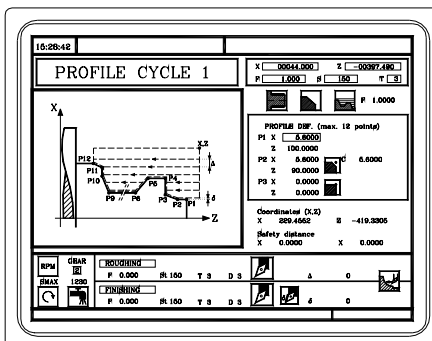 15:28:42
X 00044.000 Z -00397.490
F 1.000 S 150 T 3
PROFILE CYCLE 1
F 1.0000
X
P12
X,Z
P11
P10
Δ
P5
P4
P9 P6
P3
P2
P1
δ
Z
PROFILE DEF. (max. 12 points)
P1 X 5.6000
Z 100.0000
P2 X 5.6000 C 5.6000
Z 90.0000
P3 X 0.0000
Z 0.0000
Coordinates (X,Z)
X 229.4562 Z -419.3305
Safety distance
X 0.0000 X 0.0000
RPM
CHAR
2
SMAX 1230
ROUGHING
F 0.000 St 150 T 3 D 3 Δ 0
FINISHING
F 0.000 St 150 T 3 D 3 δ 0